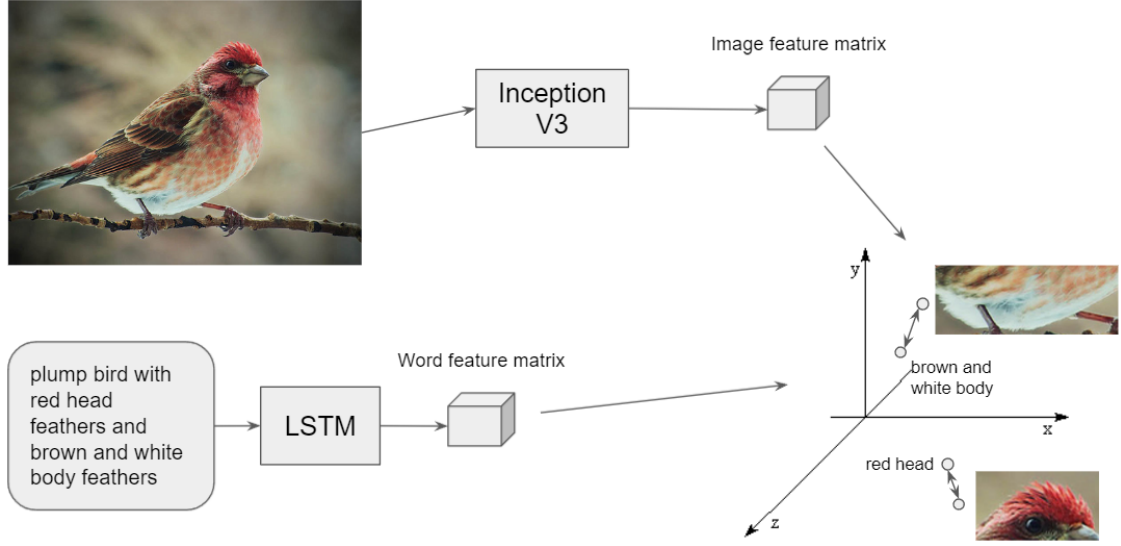 Image feature matrix
Inception
V3
Word feature matrix
plump bird with
red head
feathers and
brown and white
body feathers
LSTM
y
brown and
white body
x
red head
z